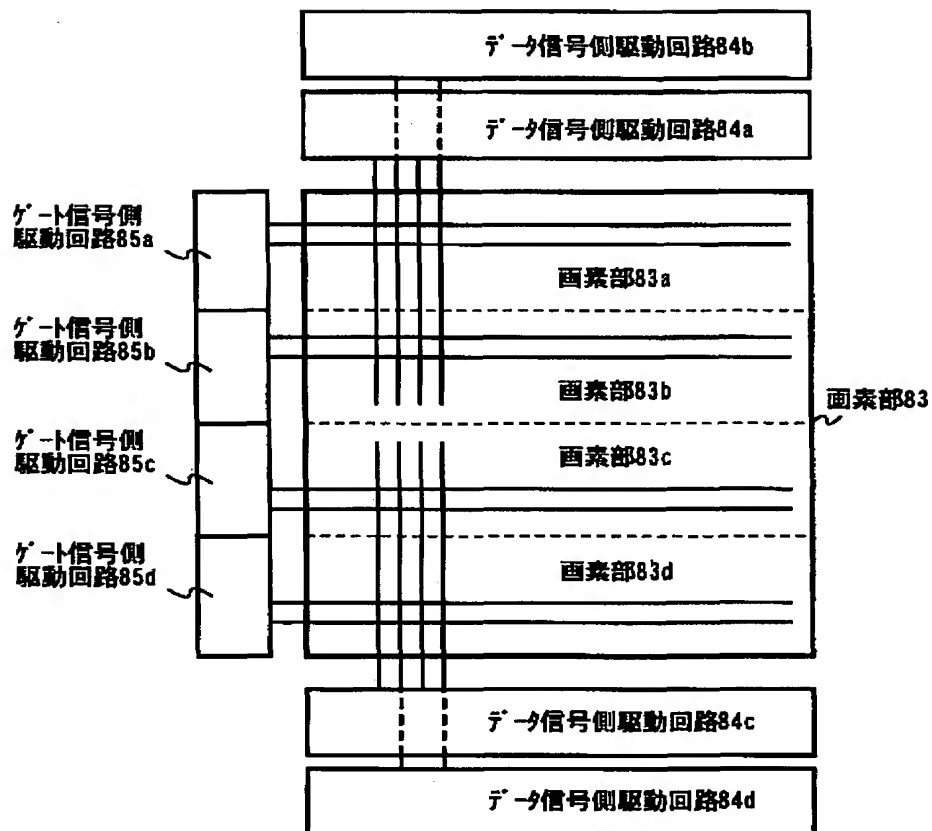 データ信号側駆動回路84b
データ信号側駆動回路84a
ゲート信号側
駆動回路85a
画素部83a
ゲート信号側
駆動回路85b
画素部83b
画素部83
ゲート信号側
駆動回路85c
画素部83c
ゲート信号側
駆動回路85d
画素部83d
データ信号側駆動回路84c
データ信号側駆動回路84d